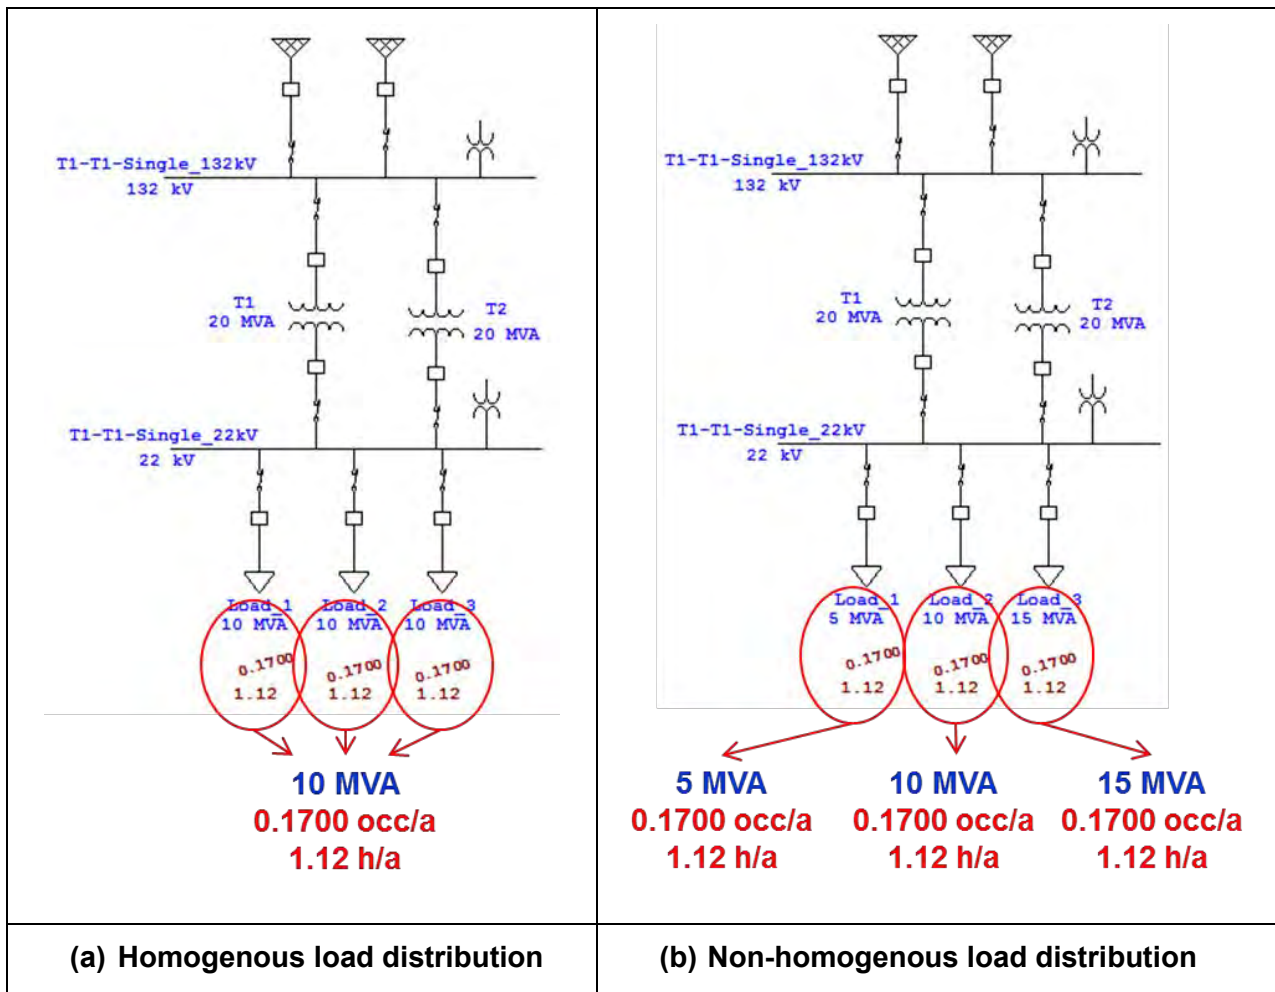 T1-T1-Single_132kV
132 kV
T1
20 MVA
T2
20 MVA
T1-T1-Single_22kV
22 kV
Load_1
10 MVA
Load_2
10 MVA
Load_3
10 MVA
0.1700
1.12
0.1700
1.12
0.1700
1.12
10 MVA
0.1700 occ/a
1.12 h/a
(a) Homogenous load distribution
T1-T1-Single_132kV
132 kV
T1
20 MVA
T2
20 MVA
T1-T1-Single_22kV
22 kV
Load_1
5 MVA
Load_2
10 MVA
Load_3
15 MVA
0.1700
1.12
0.1700
1.12
0.1700
1.12
5 MVA
0.1700 occ/a
1.12 h/a
10 MVA
0.1700 occ/a
1.12 h/a
15 MVA
0.1700 occ/a
1.12 h/a
(b) Non-homogenous load distribution